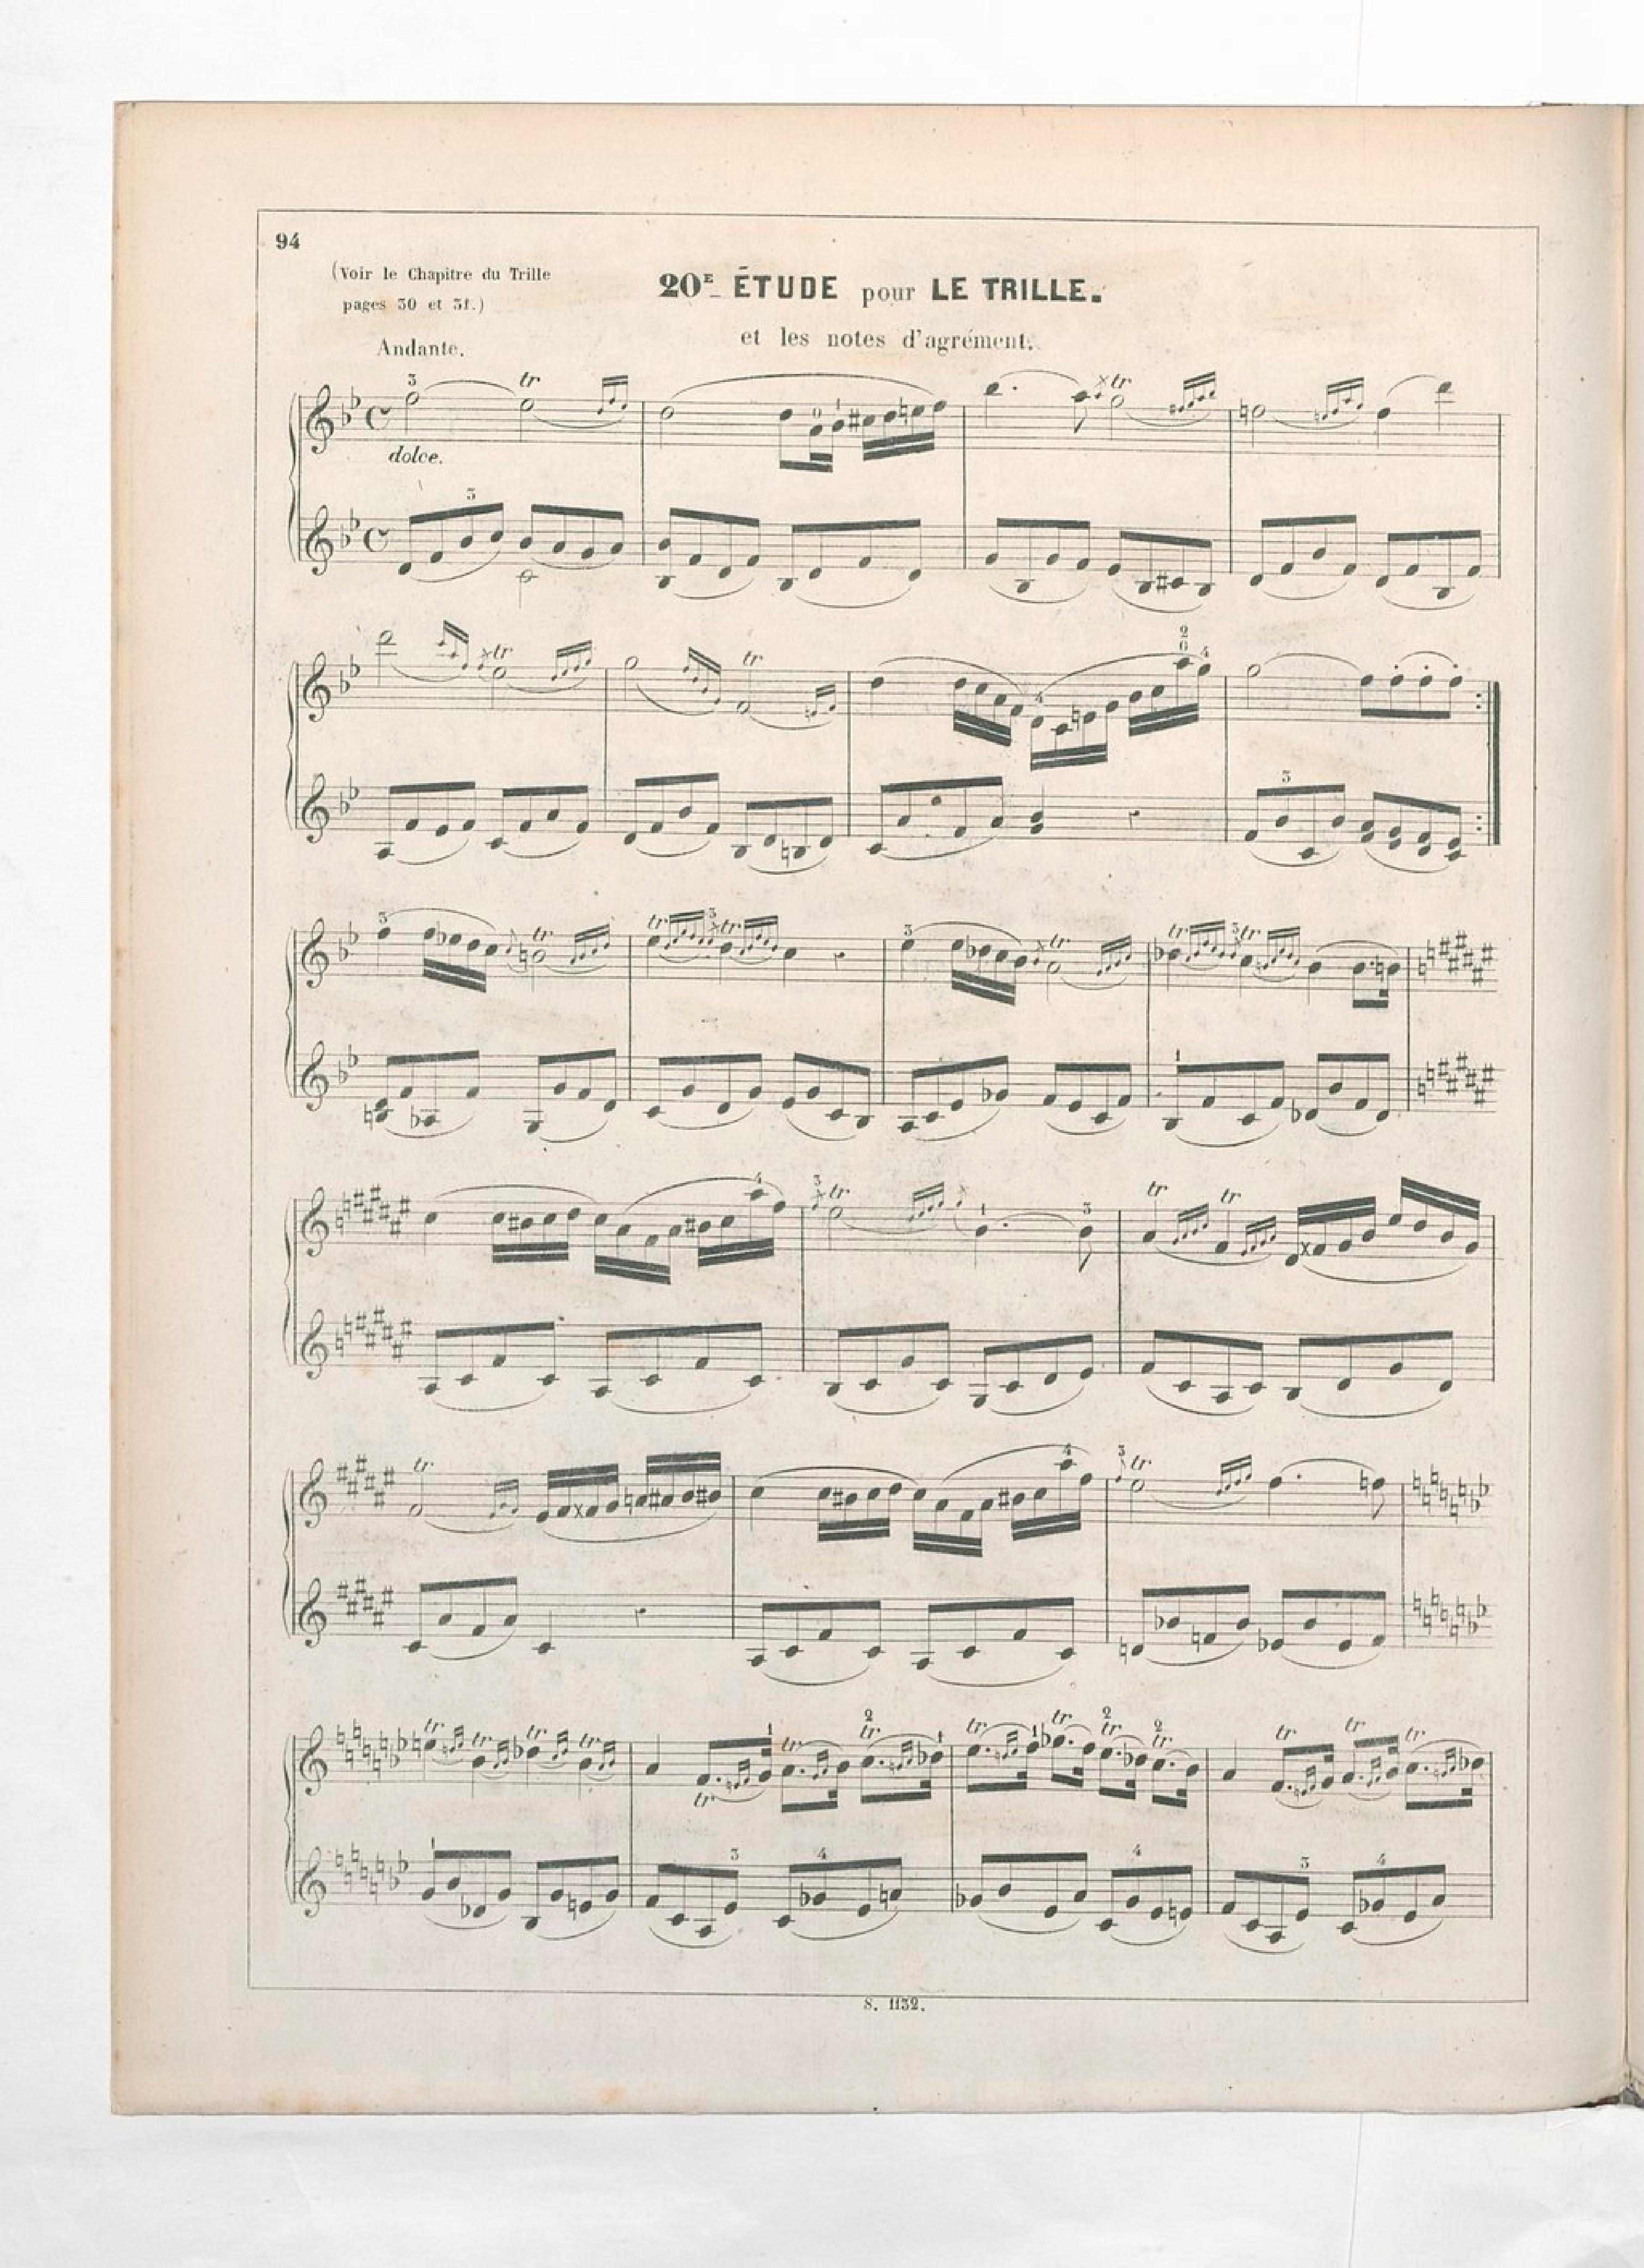 94
(Voir le Chapitre du Trille
pages 30 et 31.)
20E ÉTUDE pour LE TRILLE.
et les notes d'agrément.
Andante.
dolce.
S. 1132.